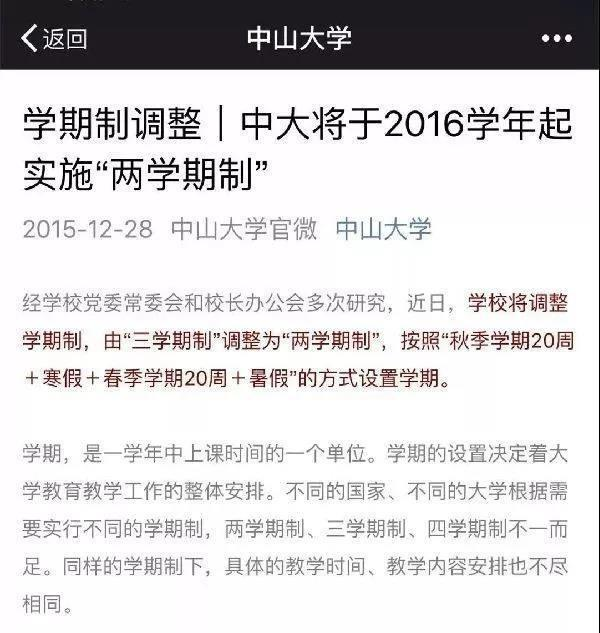 返回
中山大学
学期制调整｜中大将于2016学年起
实施“两学期制”
2015-12-28 中山大学官微 中山大学
经学校党委常委会和校长办公会多次研究，近日，学校将调整
学期制，由“三学期制”调整为“两学期制”，按照“秋季学期20周
＋寒假＋春季学期20周＋暑假”的方式设置学期。
学期，是一学年中上课时间的一个单位。学期的设置决定着大
学教育教学工作的整体安排。不同的国家、不同的大学根据需
要实行不同的学期制，两学期制、三学期制、四学期制不一而
足。同样的学期制下，具体的教学时间、教学内容安排也不尽
相同。